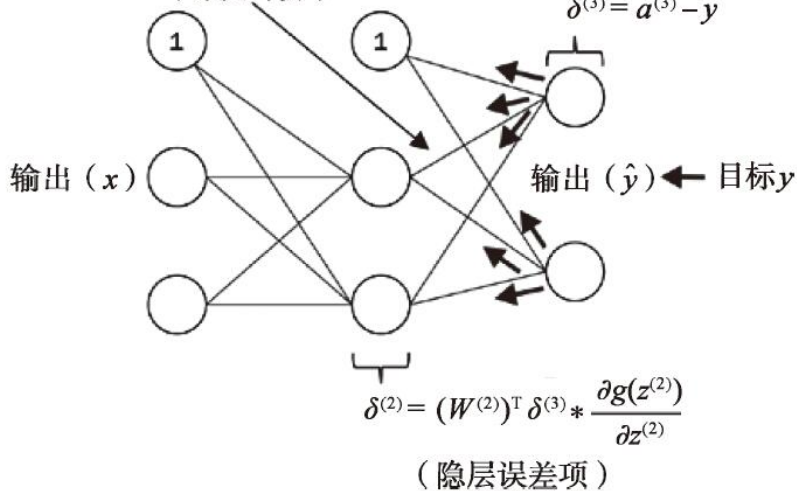 δ⁽³⁾ = a⁽³⁾ − y
1
1
输出（x）
输出（ŷ）
目标y
δ⁽²⁾ = (W⁽²⁾)ᵀ δ⁽³⁾ * ∂g(z⁽²⁾)/∂z⁽²⁾
（隐层误差项）